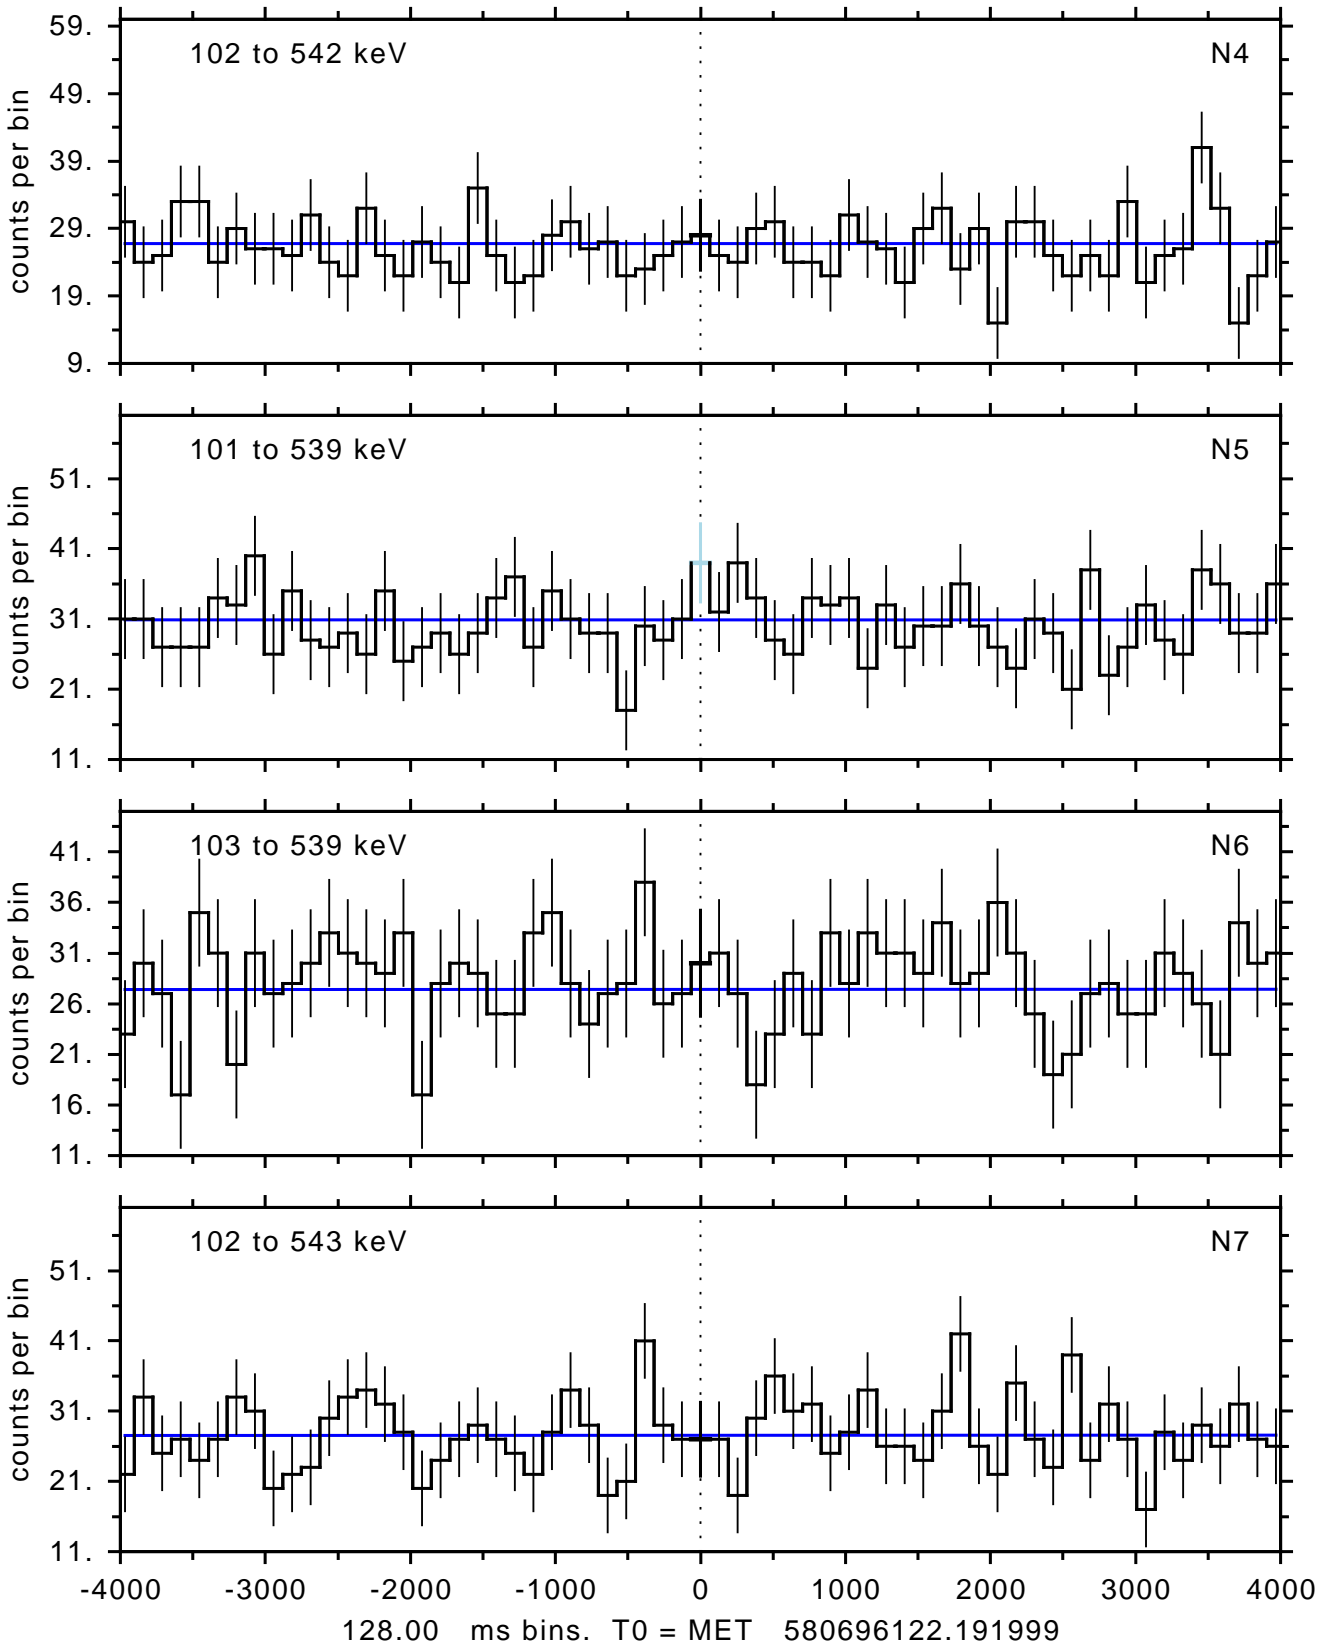 59.
102 to 542 keV N4
49.
39.
29.
19.
9.
counts per bin
101 to 539 keV N5
51.
41.
31.
21.
11.
counts per bin
103 to 539 keV N6
41.
36.
31.
26.
21.
16.
11.
counts per bin
102 to 543 keV N7
51.
41.
31.
21.
11.
counts per bin
-4000 -3000 -2000 -1000 0 1000 2000 3000 4000
128.00 ms bins. T0 = MET 580696122.191999